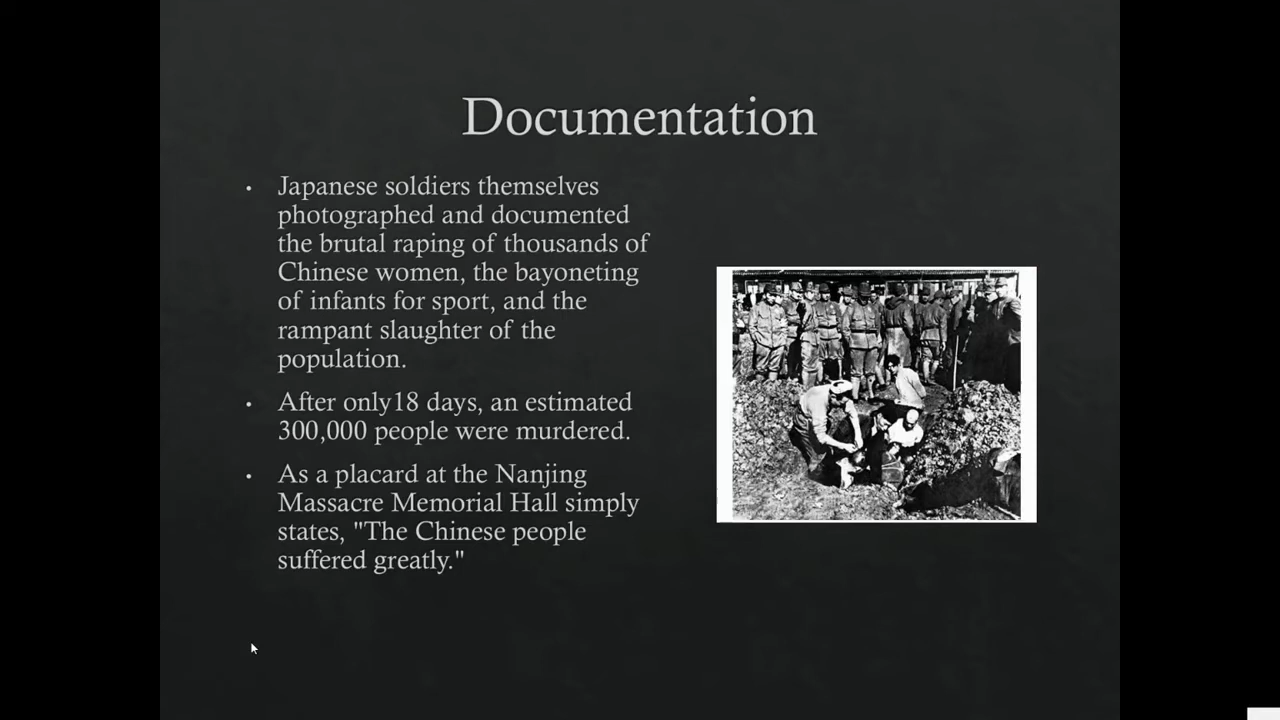 Documentation
• Japanese soldiers themselves
photographed and documented
the brutal raping of thousands of
Chinese women, the bayoneting
of infants for sport, and the
rampant slaughter of the
population.
• After only18 days, an estimated
300,000 people were murdered.
• As a placard at the Nanjing
Massacre Memorial Hall simply
states, "The Chinese people
suffered greatly."